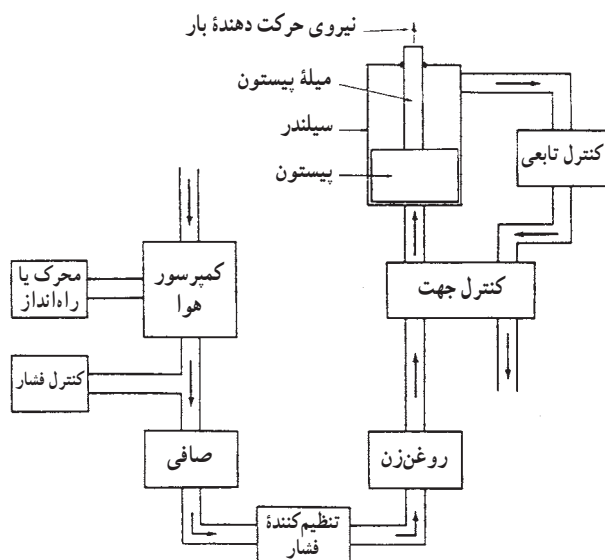 نیروی حرکت دهندهٔ بار
میلهٔ پیستون
سیلندر
پیستون
کنترل تابعی
کمپرسور
هوا
محرک یا
راه‌انداز
کنترل جهت
کنترل فشار
صافی
روغن‌زن
تنظیم‌کنندهٔ
فشار